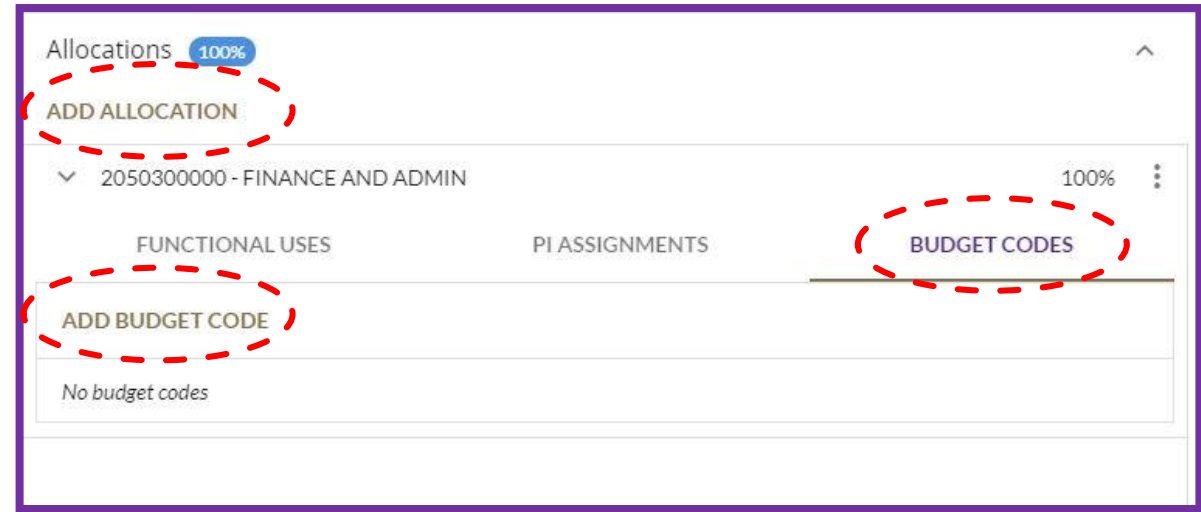 Allocations 100%
ADD ALLOCATION
2050300000 - FINANCE AND ADMIN 100%
FUNCTIONAL USES PI ASSIGNMENTS BUDGET CODES
ADD BUDGET CODE
No budget codes